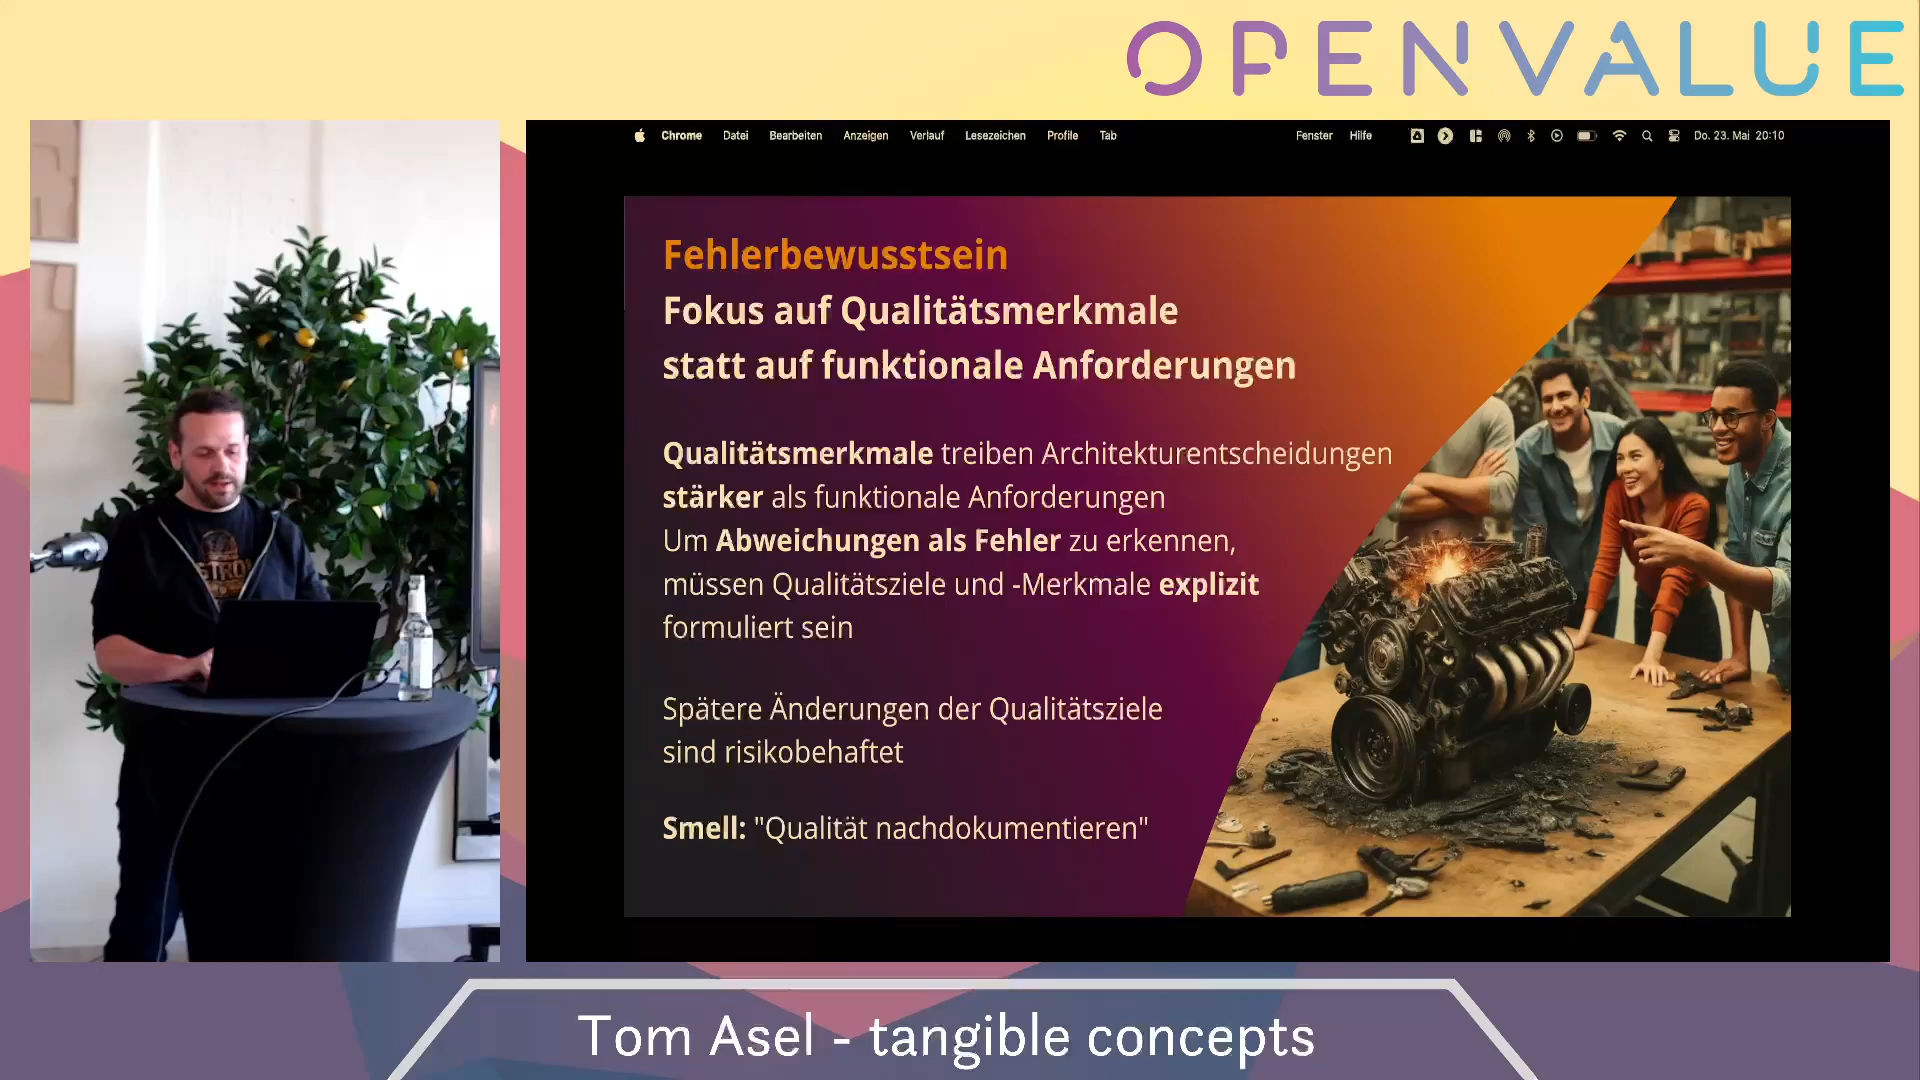 OPENVALUE
Chrome Datei Bearbeiten Anzeigen Verlauf Lesezeichen Profile Tab Fenster Hilfe Do. 23. Mai 20:10
Fehlerbewusstsein
Fokus auf Qualitätsmerkmale
statt auf funktionale Anforderungen
Qualitätsmerkmale treiben Architekturentscheidungen
stärker als funktionale Anforderungen
Um Abweichungen als Fehler zu erkennen,
müssen Qualitätsziele und -Merkmale explizit
formuliert sein
Spätere Änderungen der Qualitätsziele
sind risikobehaftet
Smell: "Qualität nachdokumentieren"
Tom Asel - tangible concepts